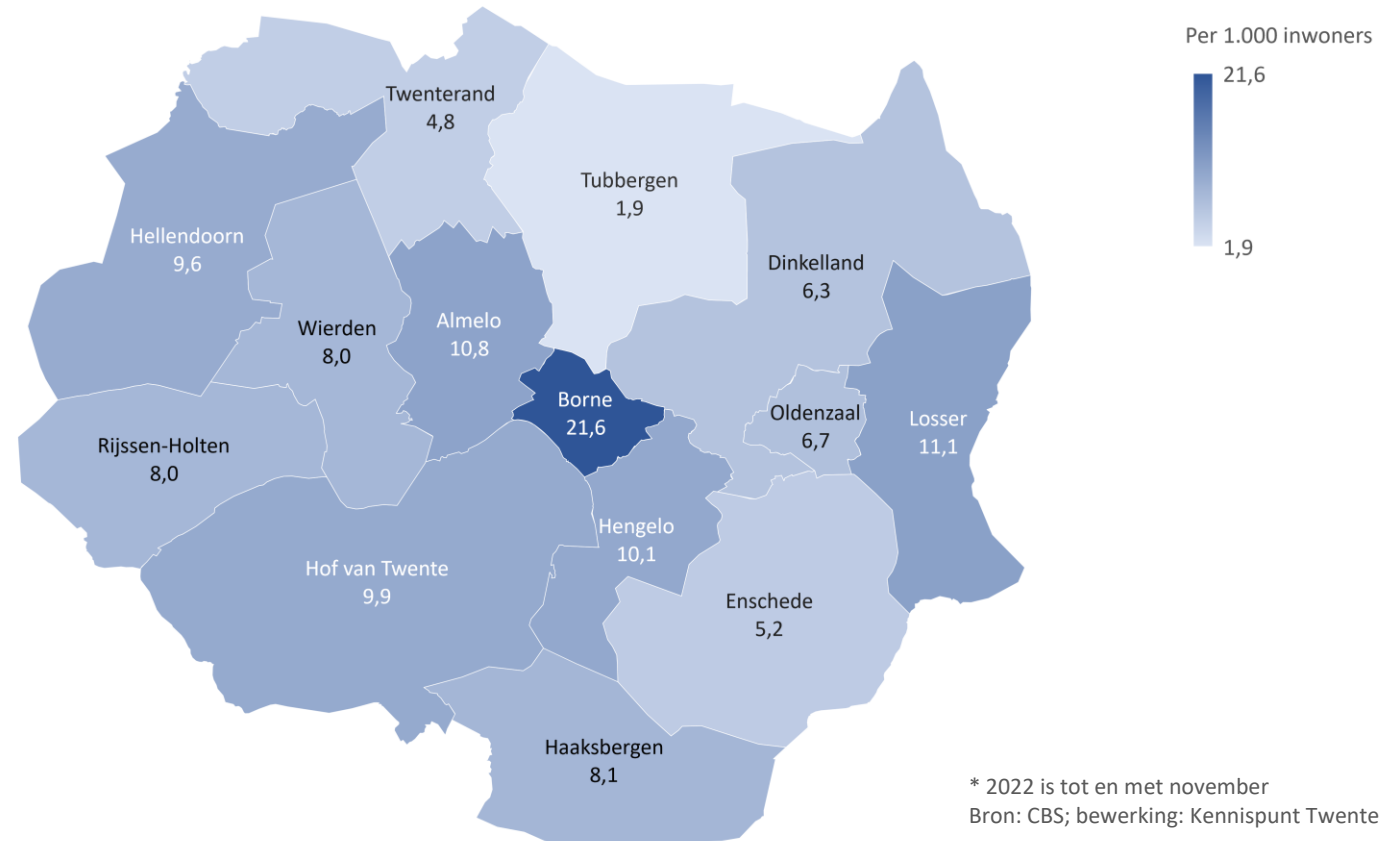 Per 1.000 inwoners
21,6
1,9
Twenterand
4,8
Tubbergen
1,9
Hellendoorn
9,6
Dinkelland
6,3
Wierden
8,0
Almelo
10,8
Borne
21,6
Oldenzaal
6,7
Losser
11,1
Rijssen-Holten
8,0
Hengelo
10,1
Hof van Twente
9,9
Enschede
5,2
Haaksbergen
8,1
* 2022 is tot en met november
Bron: CBS; bewerking: Kennispunt Twente